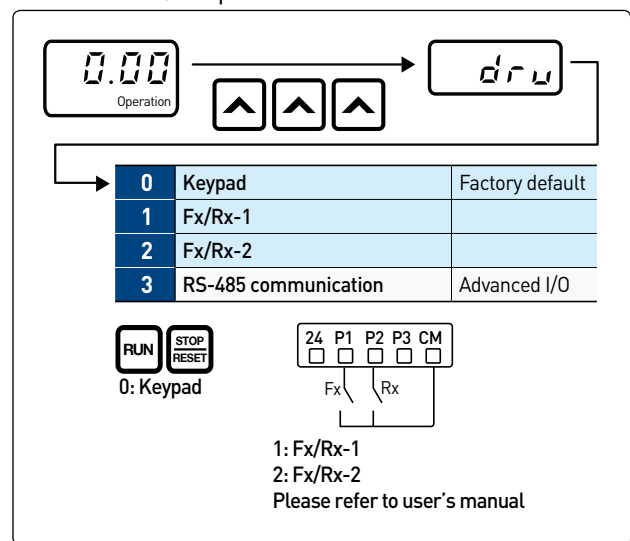 0.00
Operation
drv
0 Keypad Factory default
1 Fx/Rx-1
2 Fx/Rx-2
3 RS-485 communication Advanced I/O
RUN STOP
RESET
0: Keypad
24 P1 P2 P3 CM
Fx Rx
1: Fx/Rx-1
2: Fx/Rx-2
Please refer to user's manual